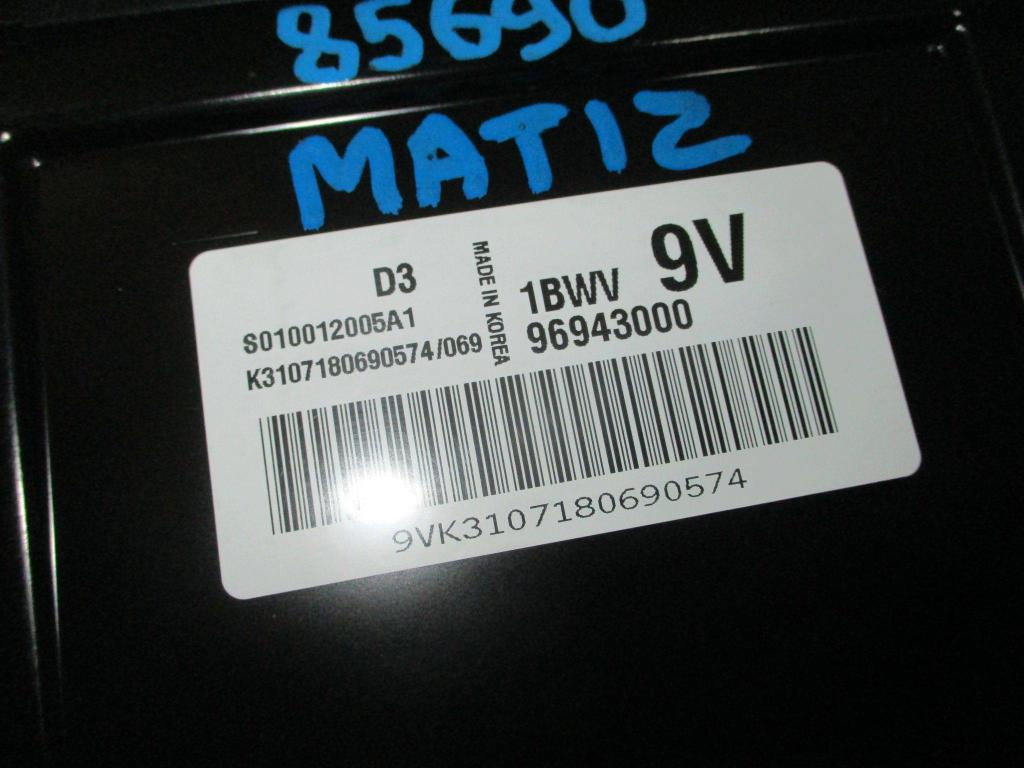 85690
MATIZ
D3
S010012005A1
K3107180690574/069
MADE IN KOREA
1BWV 9V
96943000
9VK3107180690574